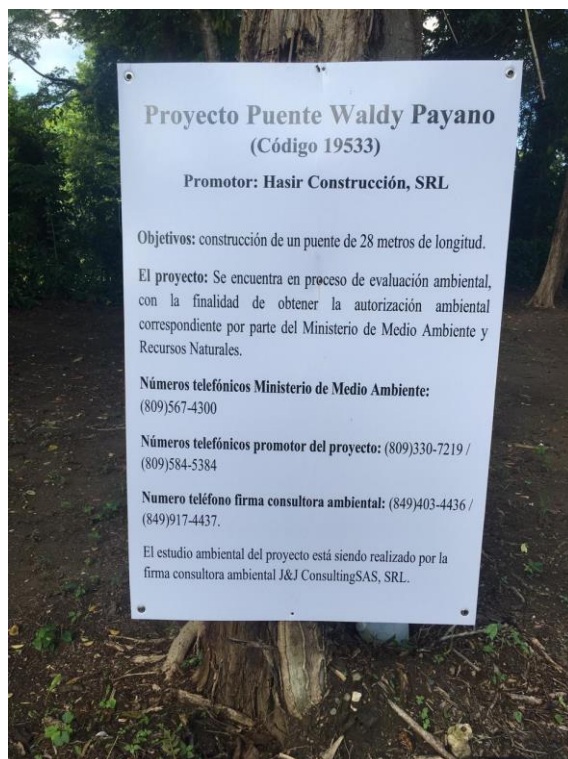 Proyecto Puente Waldy Payano
(Código 19533)
Promotor: Hasir Construcción, SRL
Objetivos: construcción de un puente de 28 metros de longitud.
El proyecto: Se encuentra en proceso de evaluación ambiental,
con la finalidad de obtener la autorización ambiental
correspondiente por parte del Ministerio de Medio Ambiente y
Recursos Naturales.
Números telefónicos Ministerio de Medio Ambiente:
(809)567-4300
Números telefónicos promotor del proyecto: (809)330-7219 /
(809)584-5384
Numero teléfono firma consultora ambiental: (849)403-4436 /
(849)917-4437.
El estudio ambiental del proyecto está siendo realizado por la
firma consultora ambiental J&J ConsultingSAS, SRL.